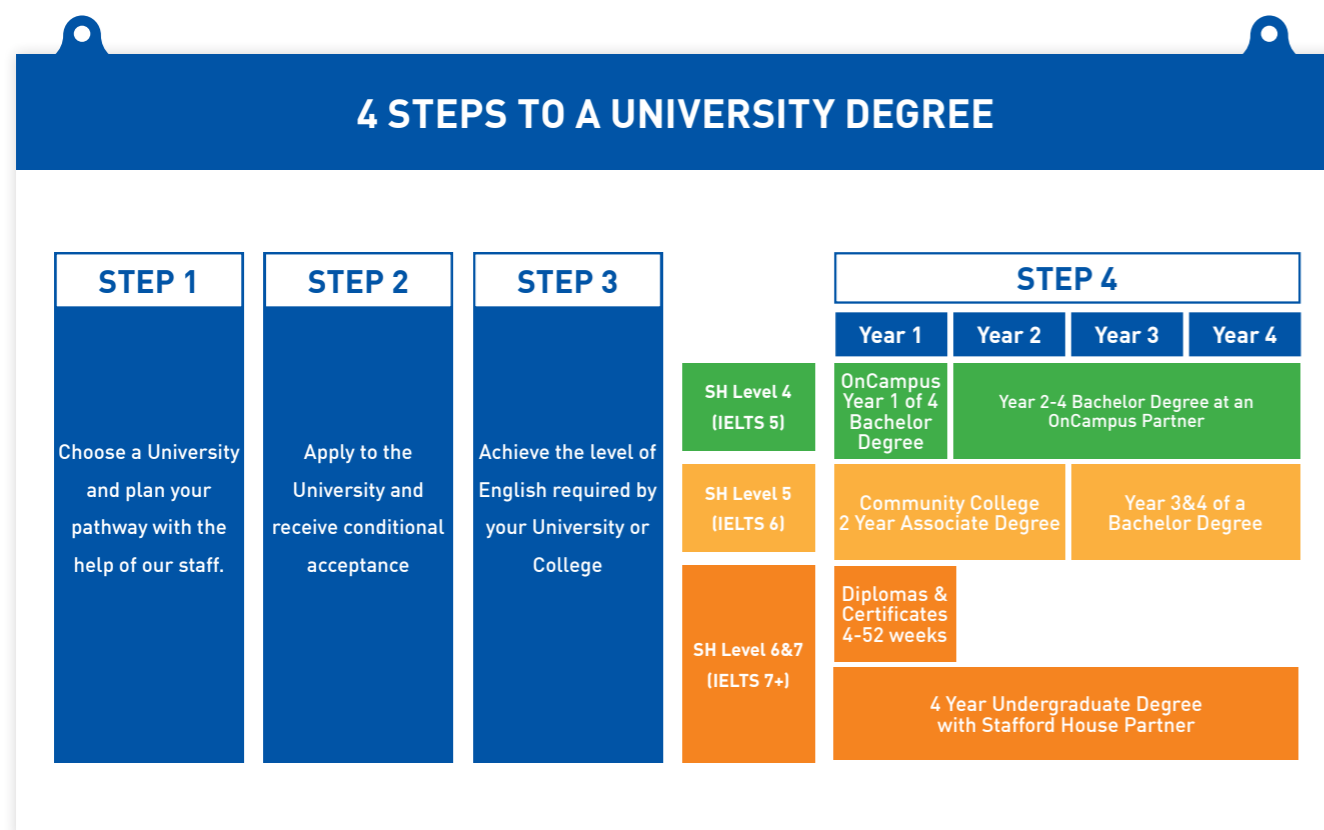 4 STEPS TO A UNIVERSITY DEGREE
STEP 1
Choose a University
and plan your
pathway with the
help of our staff.
STEP 2
Apply to the
University and
receive conditional
acceptance
STEP 3
Achieve the level of
English required by
your University or
College
STEP 4
Year 1
Year 2
Year 3
Year 4
SH Level 4
(IELTS 5)
OnCampus
Year 1 of 4
Bachelor
Degree
Year 2-4 Bachelor Degree at an
OnCampus Partner
SH Level 5
(IELTS 6)
Community College
2 Year Associate Degree
Year 3&4 of a
Bachelor Degree
SH Level 6&7
(IELTS 7+)
Diplomas &
Certificates
4-52 weeks
4 Year Undergraduate Degree
with Stafford House Partner